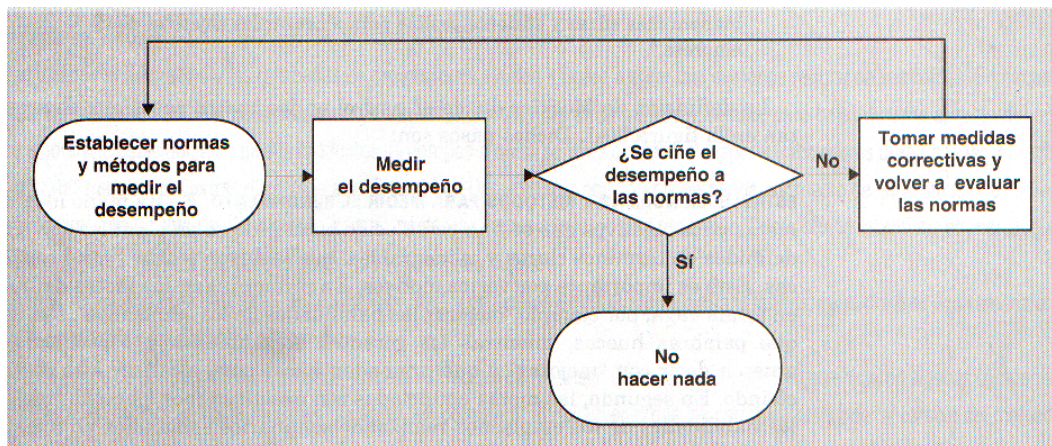 Establecer normas
y métodos para
medir el
desempeño
Medir
el desempeño
¿Se ciñe el
desempeño a
las normas?
No
Tomar medidas
correctivas y
volver a evaluar
las normas
Sí
No
hacer nada